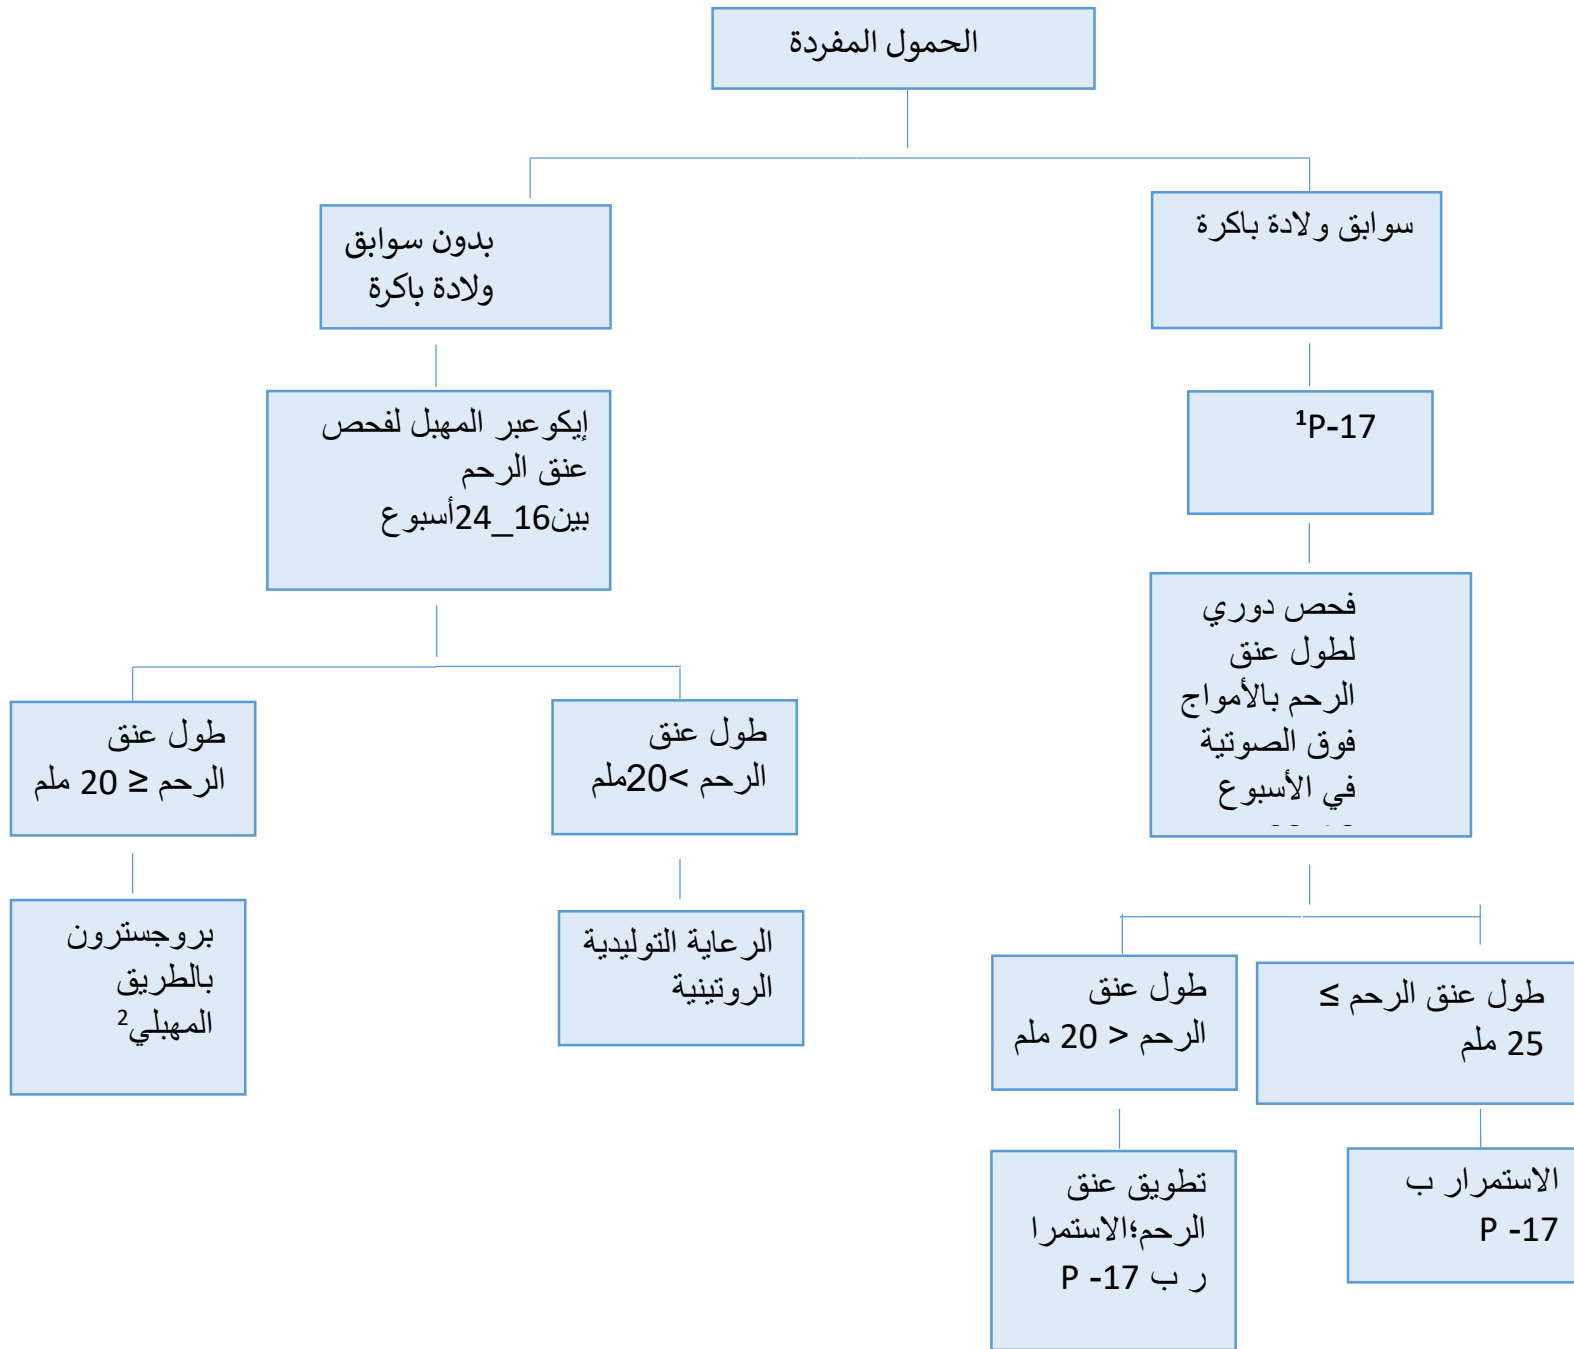 الحمول المفردة
سوابق ولادة باكرة
بدون سوابق
ولادة باكرة
17-P¹
إيكوعبر المهبل لفحص
عنق الرحم
بين16_24أسبوع
فحص دوري
لطول عنق
الرحم بالأمواج
فوق الصوتية
في الأسبوع
طول عنق الرحم ≥
25 ملم
طول عنق
الرحم < 20 ملم
طول عنق
الرحم >20ملم
طول عنق
الرحم ≤ 20 ملم
الاستمرار ب
17- P
تطويق عنق
الرحم؛الاستمرا
ر ب 17- P
الرعاية التوليدية
الروتينية
بروجسترون
بالطريق
المهبلي²